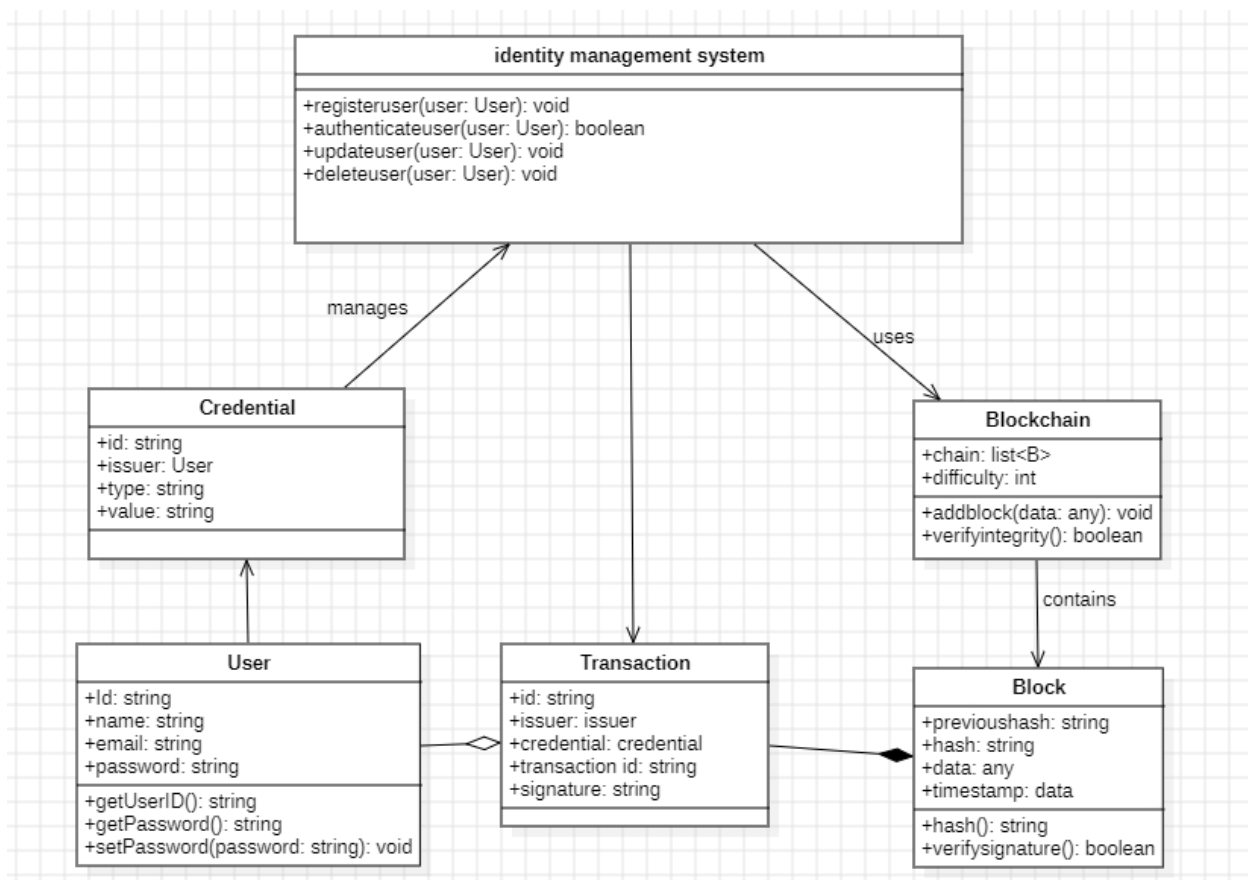 identity management system
+registeruser(user: User): void
+authenticateuser(user: User): boolean
+updateuser(user: User): void
+deleteuser(user: User): void
manages
uses
Credential
+id: string
+issuer: User
+type: string
+value: string
Blockchain
+chain: list<B>
+difficulty: int
+addblock(data: any): void
+verifyintegrity(): boolean
contains
User
+Id: string
+name: string
+email: string
+password: string
+getUserID(): string
+getPassword(): string
+setPassword(password: string): void
Transaction
+id: string
+issuer: issuer
+credential: credential
+transaction id: string
+signature: string
Block
+previoushash: string
+hash: string
+data: any
+timestamp: data
+hash(): string
+verifysignature(): boolean